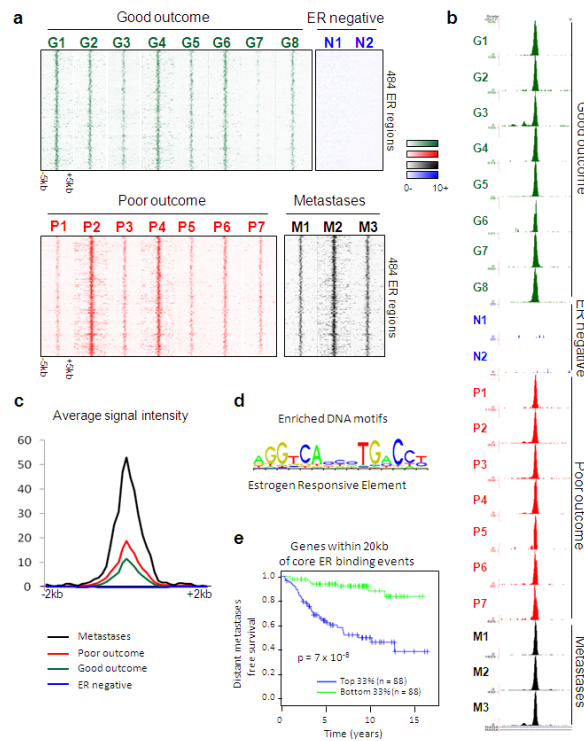 a
Good outcome
ER negative
G1 G2 G3 G4 G5 G6 G7 G8
N1 N2
484 ER regions
-5kb
+5kb
0-
10+
Poor outcome
Metastases
P1 P2 P3 P4 P5 P6 P7
M1 M2 M3
484 ER regions
-5kb
+5kb
b
G1
G2
G3
G4
G5
G6
G7
G8
N1
N2
P1
P2
P3
P4
P5
P6
P7
M1
M2
M3
Good outcome
ER negative
Poor outcome
Metastases
c
Average signal intensity
60
50
40
30
20
10
0
-2kb
+2kb
Metastases
Poor outcome
Good outcome
ER negative
d
Enriched DNA motifs
Estrogen Responsive Element
e
Genes within 20kb
of core ER binding events
Distant metastases
free survival
1.0
0.8
0.6
0.4
0.2
0.0
p = 7 x 10-8
Top 33% (n = 88)
Bottom 33% (n = 88)
0 5 10 15
Time (years)